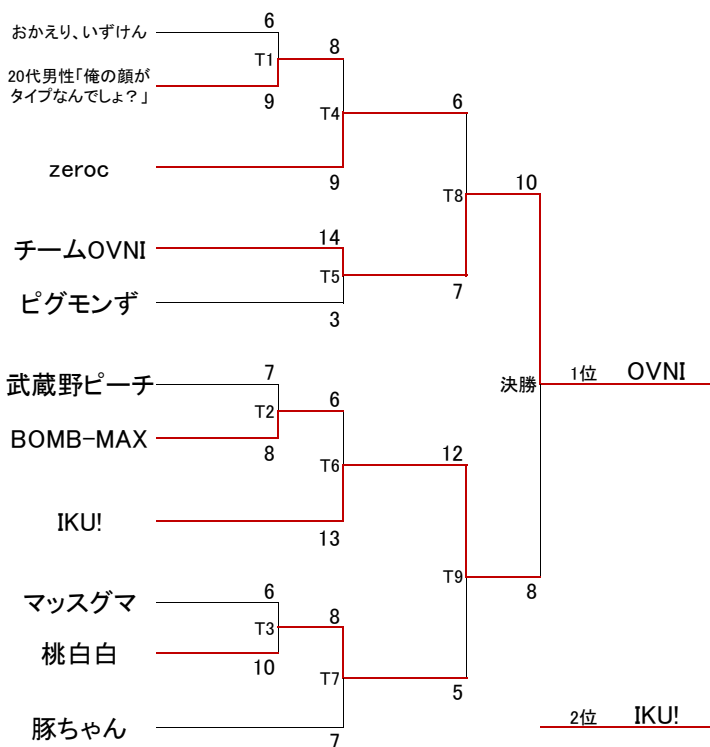 6
おかえり、いずけん
8
T1
20代男性「俺の顔が
タイプなんでしょ？」
9
6
T4
zeroc
9
10
T8
14
チームOVNI
T5
7
ピグモンず
3
7
武蔵野ピーチ
1位 OVNI
決勝
6
T2
BOMB-MAX
8
12
T6
IKU!
13
T9
8
6
マッスグマ
8
T3
桃白白
10
T7
5
2位 IKU!
豚ちゃん
7